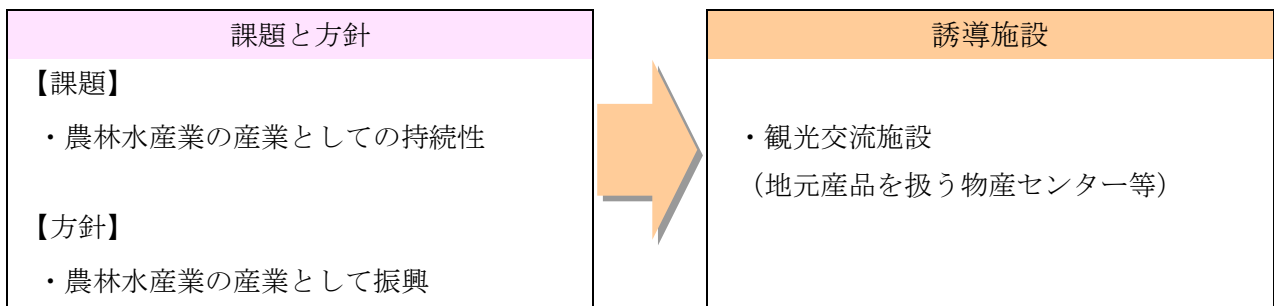 課題と方針
【課題】
・農林水産業の産業としての持続性
【方針】
・農林水産業の産業として振興
誘導施設
・観光交流施設
（地元産品を扱う物産センター等）